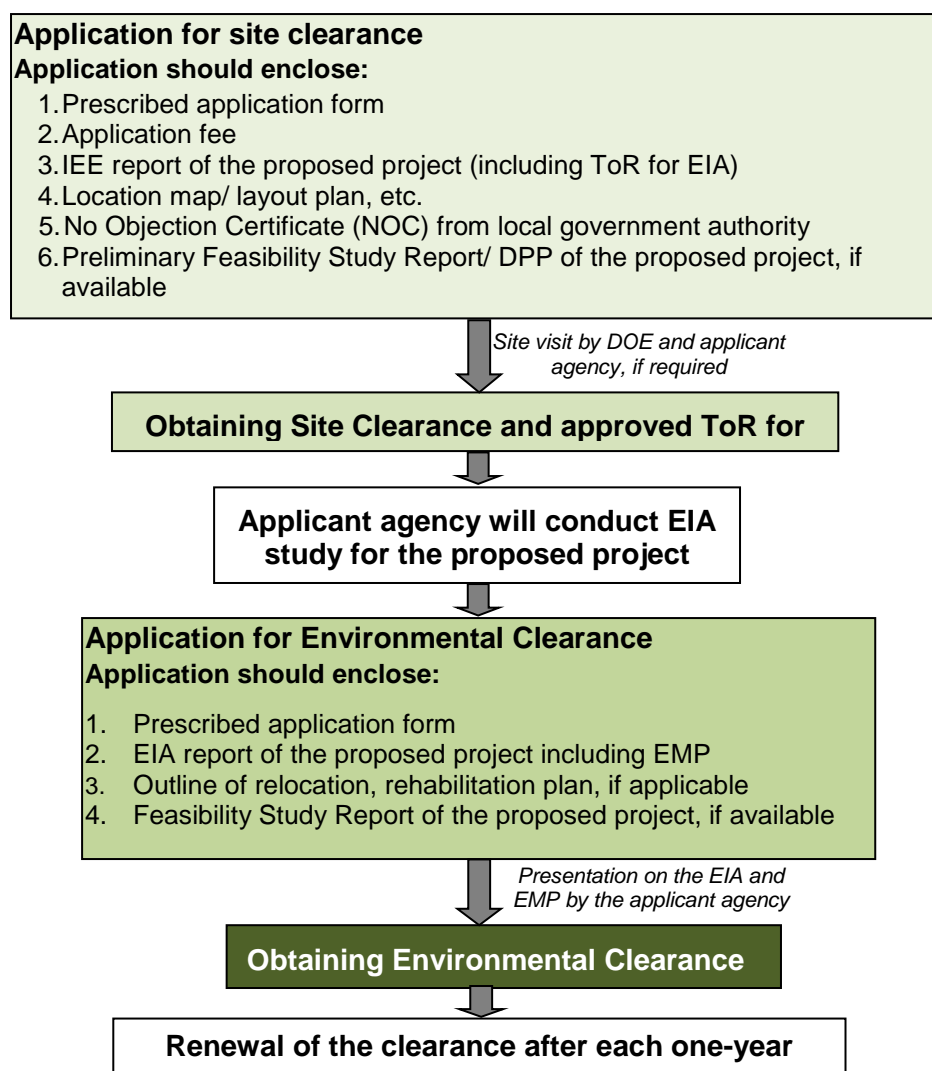 Application for site clearance
Application should enclose:
1. Prescribed application form
2. Application fee
3. IEE report of the proposed project (including ToR for EIA)
4. Location map/ layout plan, etc.
5. No Objection Certificate (NOC) from local government authority
6. Preliminary Feasibility Study Report/ DPP of the proposed project, if
available
Site visit by DOE and applicant
agency, if required
Obtaining Site Clearance and approved ToR for
Applicant agency will conduct EIA
study for the proposed project
Application for Environmental Clearance
Application should enclose:
1. Prescribed application form
2. EIA report of the proposed project including EMP
3. Outline of relocation, rehabilitation plan, if applicable
4. Feasibility Study Report of the proposed project, if available
Presentation on the EIA and
EMP by the applicant agency
Obtaining Environmental Clearance
Renewal of the clearance after each one-year